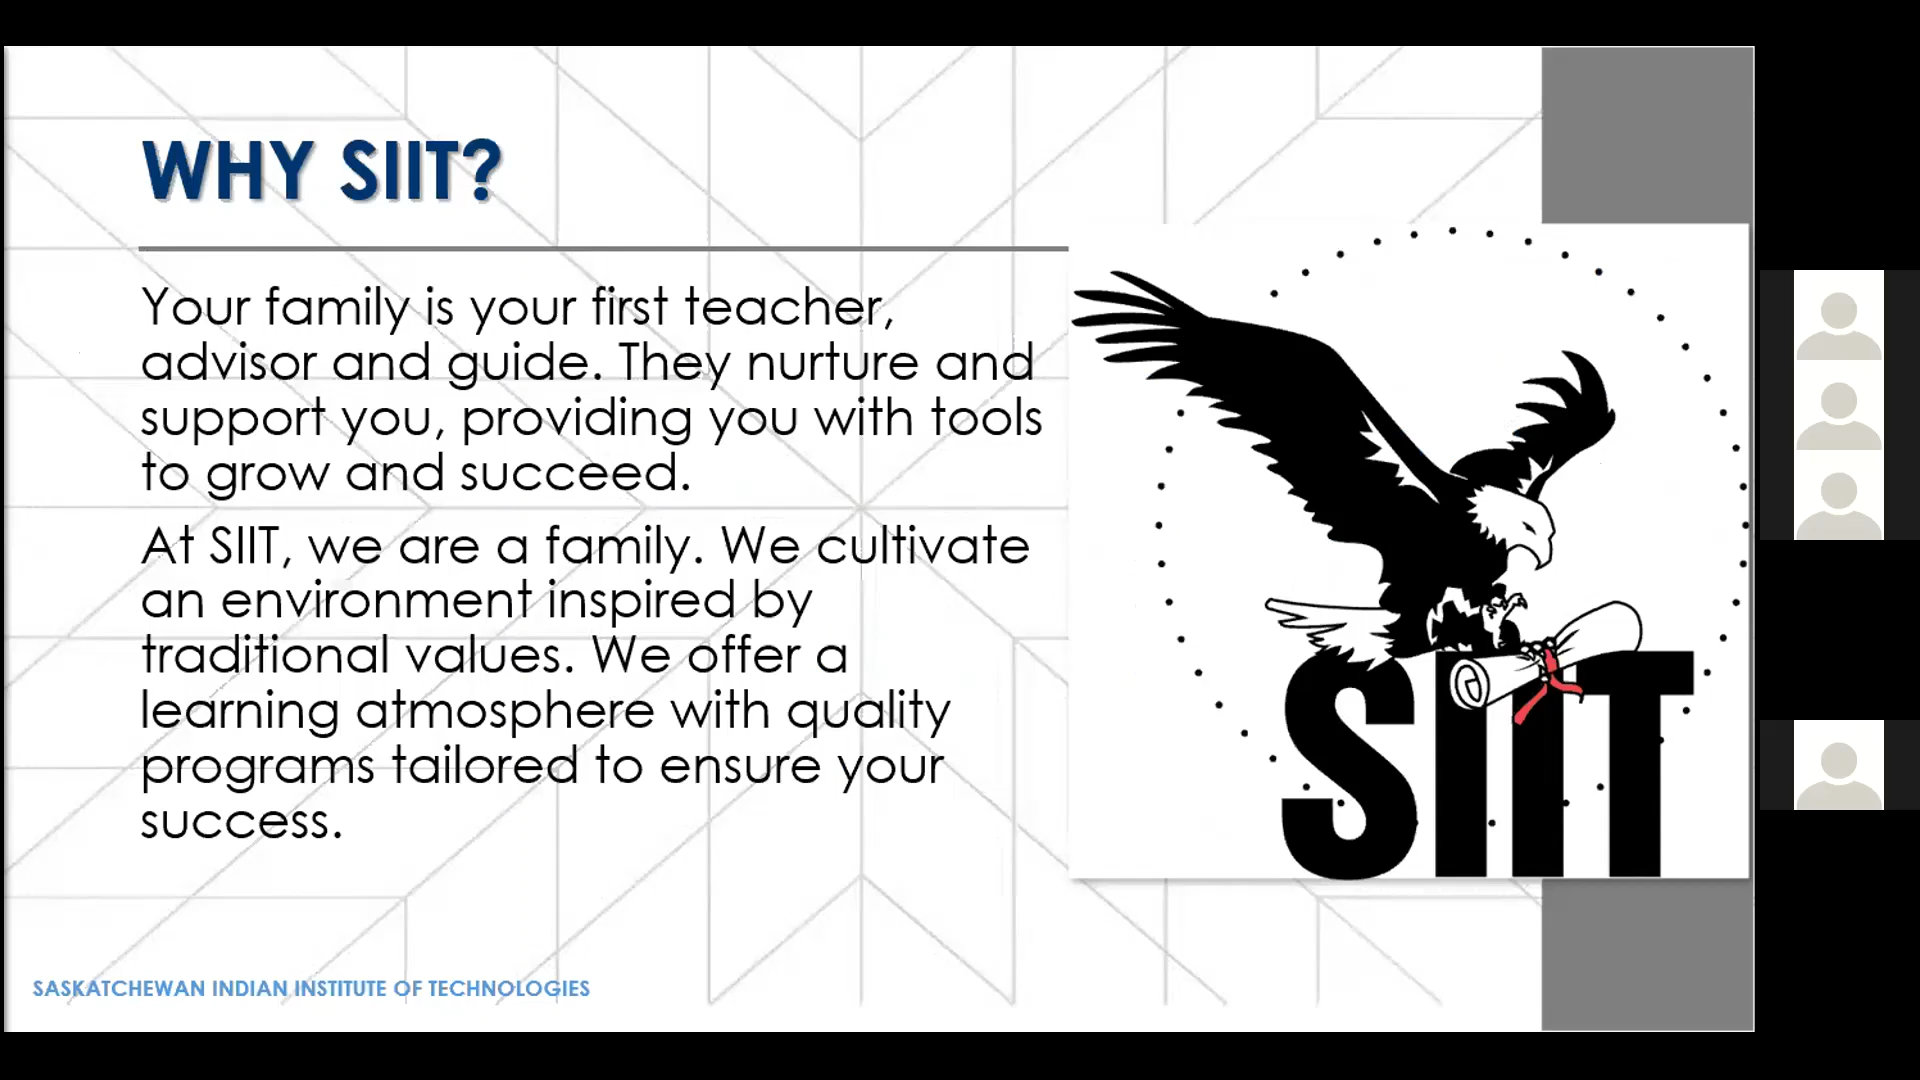 WHY SIIT?
Your family is your first teacher,
advisor and guide. They nurture and
support you, providing you with tools
to grow and succeed.
At SIIT, we are a family. We cultivate
an environment inspired by
traditional values. We offer a
learning atmosphere with quality
programs tailored to ensure your
success.
SIIT
SASKATCHEWAN INDIAN INSTITUTE OF TECHNOLOGIES